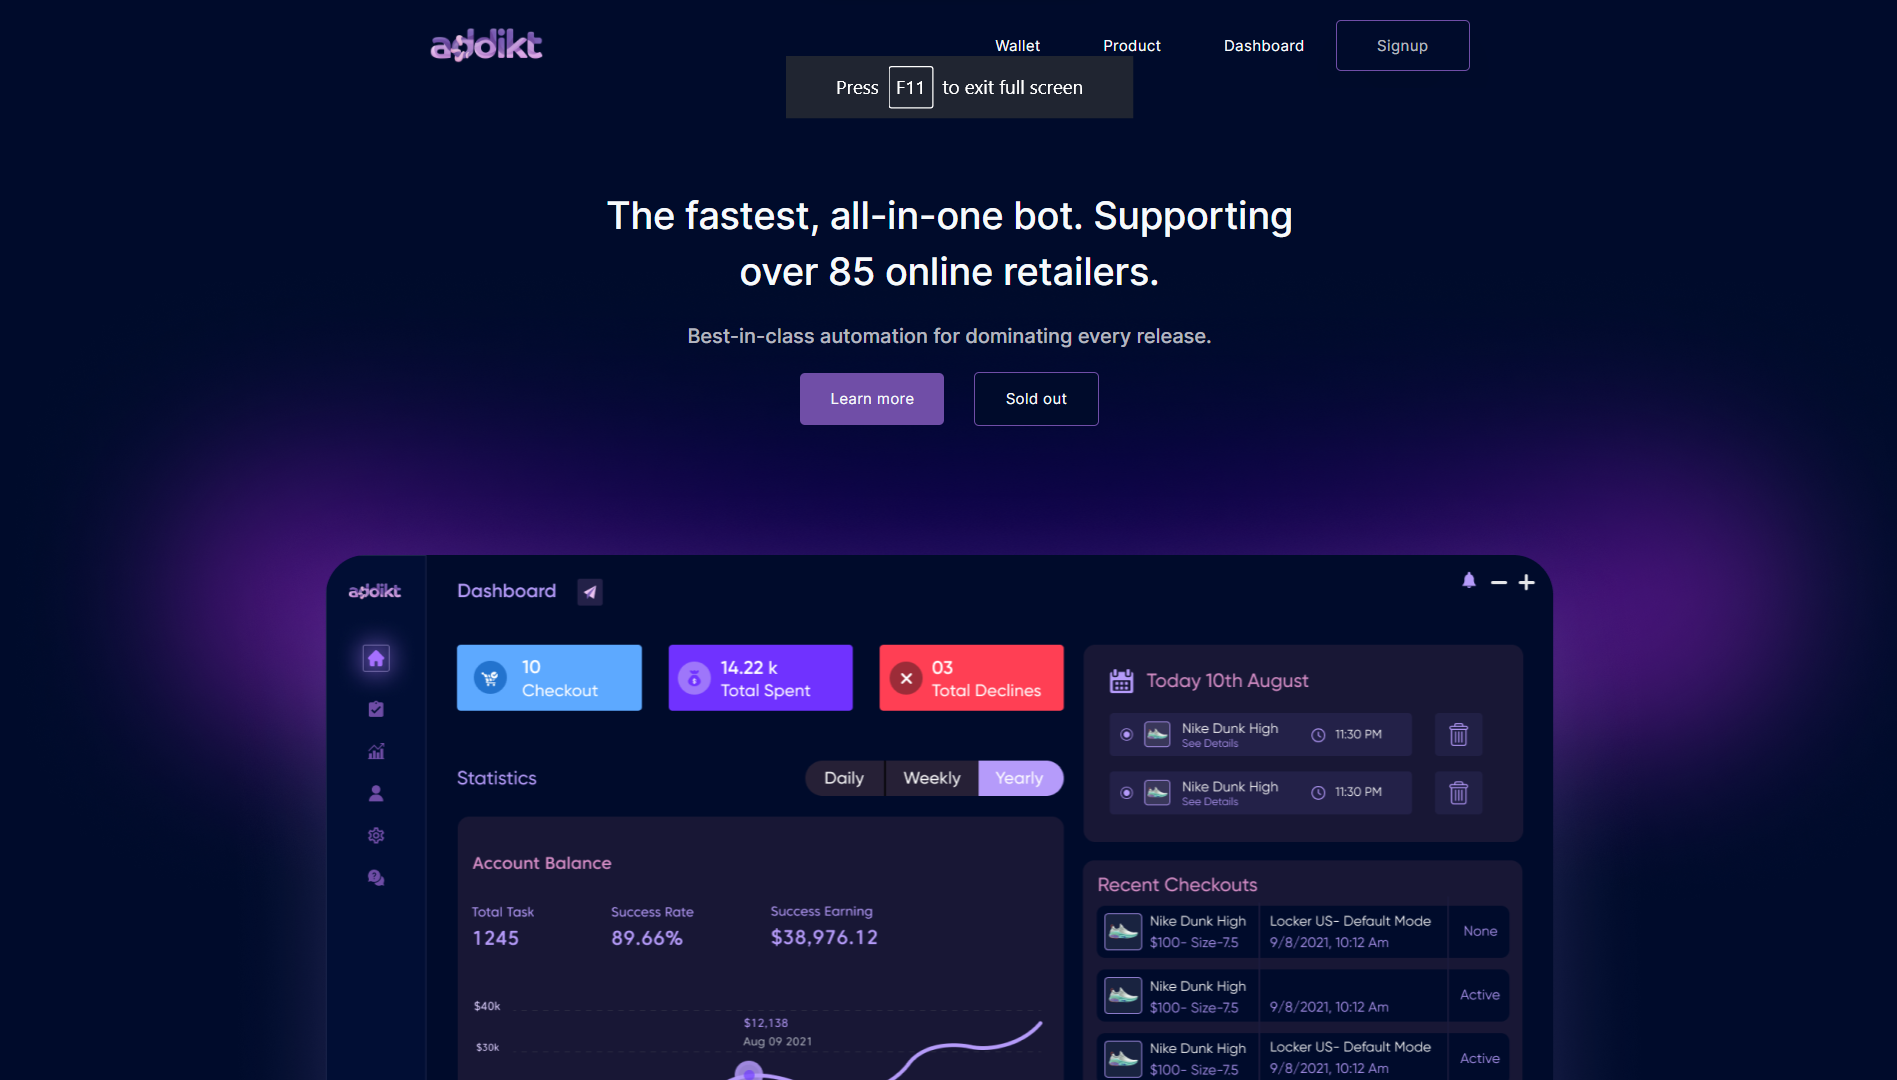 addikt
Wallet
Product
Dashboard
Signup
Press F11 to exit full screen
The fastest, all-in-one bot. Supporting
over 85 online retailers.
Best-in-class automation for dominating every release.
Learn more
Sold out
addikt
Dashboard
10
Checkout
14.22 k
Total Spent
03
Total Declines
Statistics
Daily
Weekly
Yearly
Account Balance
Total Task
1245
Success Rate
89.66%
Success Earning
$38,976.12
$40k
$30k
$12,138
Aug 09 2021
Today 10th August
Nike Dunk High
See Details
11:30 PM
Nike Dunk High
See Details
11:30 PM
Recent Checkouts
Nike Dunk High
$100- Size-7.5
Locker US- Default Mode
9/8/2021, 10:12 Am
None
Nike Dunk High
$100- Size-7.5
9/8/2021, 10:12 Am
Active
Nike Dunk High
$100- Size-7.5
Locker US- Default Mode
9/8/2021, 10:12 Am
Active